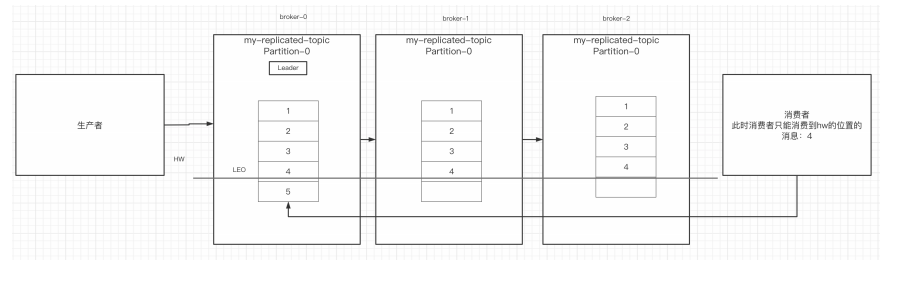 broker-0
broker-1
broker-2
my-replicated-topic
Partition-0
my-replicated-topic
Partition-0
my-replicated-topic
Partition-0
Leader
生产者
1
2
3
4
5
1
2
3
4
1
2
3
4
消费者
此时消费者只能消费到hw的位置的
消息：4
HW
LEO